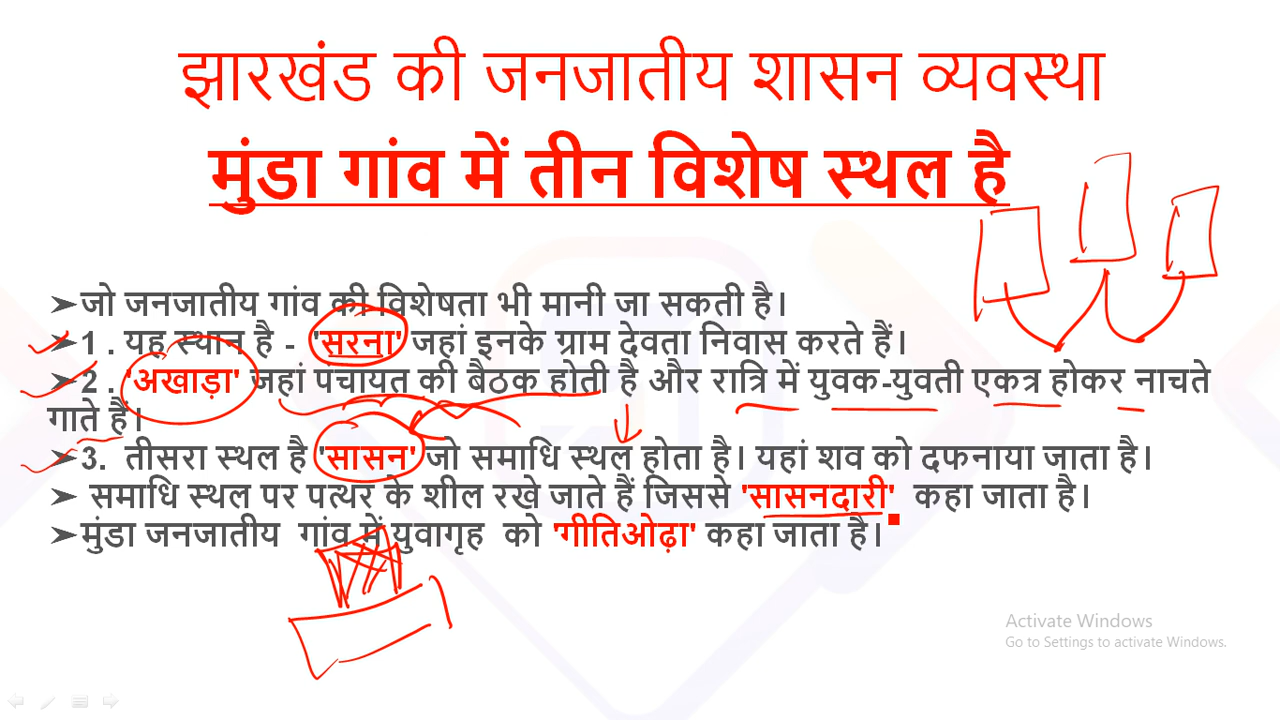 झारखंड की जनजातीय शासन व्यवस्था
मुंडा गांव में तीन विशेष स्थल है
➤जो जनजातीय गांव की विशेषता भी मानी जा सकती है।
➤1 . यह स्थान है - 'सरना' जहां इनके ग्राम देवता निवास करते हैं।
➤2 . 'अखाड़ा' जहां पंचायत की बैठक होती है और रात्रि में युवक-युवती एकत्र होकर नाचते
गाते हैं।
➤3. तीसरा स्थल है 'सासन' जो समाधि स्थल होता है। यहां शव को दफनाया जाता है।
➤ समाधि स्थल पर पत्थर के शील रखे जाते हैं जिससे 'सासनदारी' कहा जाता है।
➤मुंडा जनजातीय गांव में युवागृह को 'गीतिओढ़ा' कहा जाता है।
Activate Windows
Go to Settings to activate Windows.